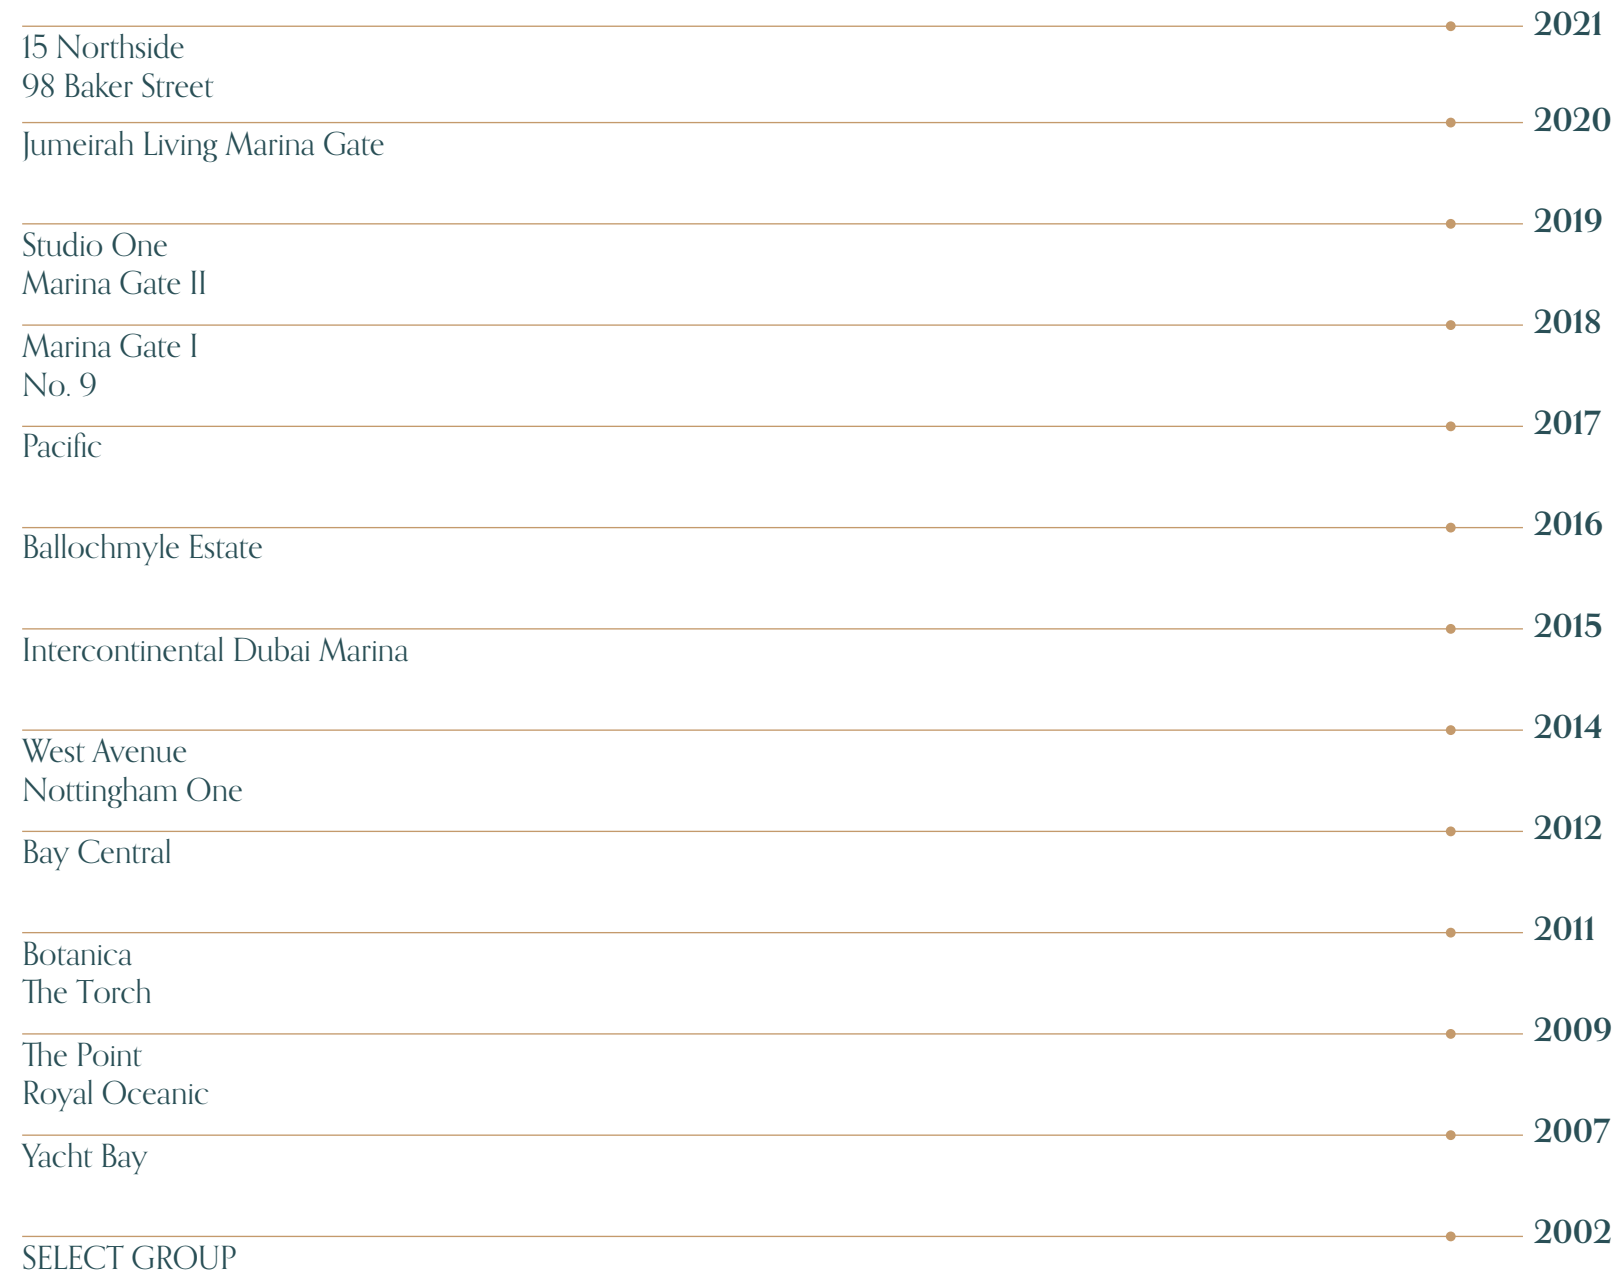 2021
15 Northside
98 Baker Street
2020
Jumeirah Living Marina Gate
2019
Studio One
Marina Gate II
2018
Marina Gate I
No. 9
2017
Pacific
2016
Ballochmyle Estate
2015
Intercontinental Dubai Marina
2014
West Avenue
Nottingham One
2012
Bay Central
2011
Botanica
The Torch
2009
The Point
Royal Oceanic
2007
Yacht Bay
2002
SELECT GROUP